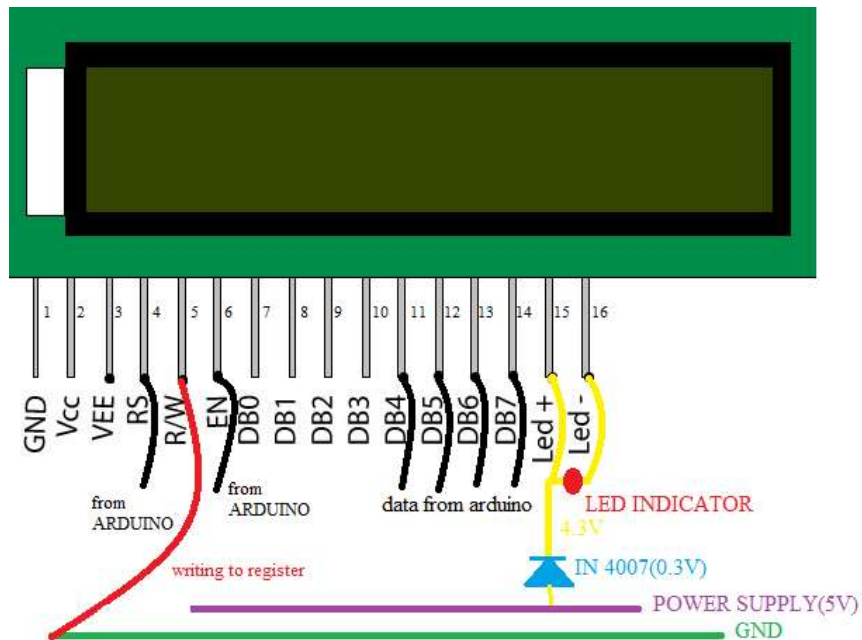 1 2 3 4 5 6 7 8 9 10 11 12 13 14 15 16
GND Vcc VEE RS R/W EN DB0 DB1 DB2 DB3 DB4 DB5 DB6 DB7 Led + Led -
from
ARDUINO
from
ARDUINO
data from arduino
LED INDICATOR
4.3V
writing to register
IN 4007(0.3V)
POWER SUPPLY(5V)
GND